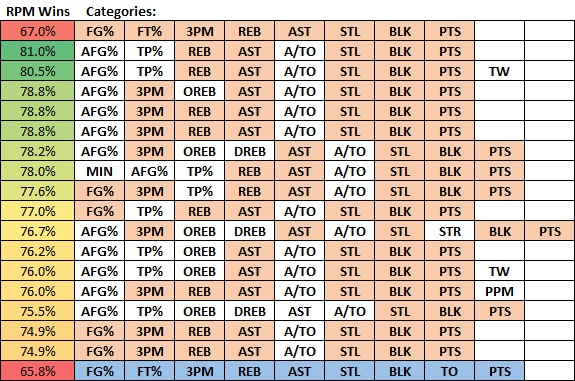 RPM Wins Categories:
67.0% FG% FT% 3PM REB AST STL BLK PTS
81.0% AFG% TP% REB AST A/TO STL BLK PTS
80.5% AFG% TP% REB AST A/TO STL BLK PTS TW
78.8% AFG% 3PM OREB AST A/TO STL BLK PTS
78.8% AFG% 3PM REB AST A/TO STL BLK PTS
78.8% AFG% 3PM REB AST A/TO STL BLK PTS
78.2% AFG% 3PM OREB DREB AST A/TO STL BLK PTS
78.0% MIN AFG% TP% REB AST A/TO STL BLK PTS
77.6% FG% 3PM TP% REB AST A/TO STL BLK PTS
77.0% FG% TP% REB AST A/TO STL BLK PTS
76.7% AFG% 3PM OREB DREB AST A/TO STL STR BLK PTS
76.2% AFG% TP% OREB AST A/TO STL BLK PTS
76.0% AFG% TP% OREB AST A/TO STL BLK PTS TW
76.0% AFG% 3PM REB AST A/TO STL BLK PTS PPM
75.5% AFG% TP% OREB DREB AST A/TO STL BLK PTS
74.9% FG% 3PM REB AST A/TO STL BLK PTS
74.9% FG% 3PM REB AST A/TO STL BLK PTS
65.8% FG% FT% 3PM REB AST STL BLK TO PTS